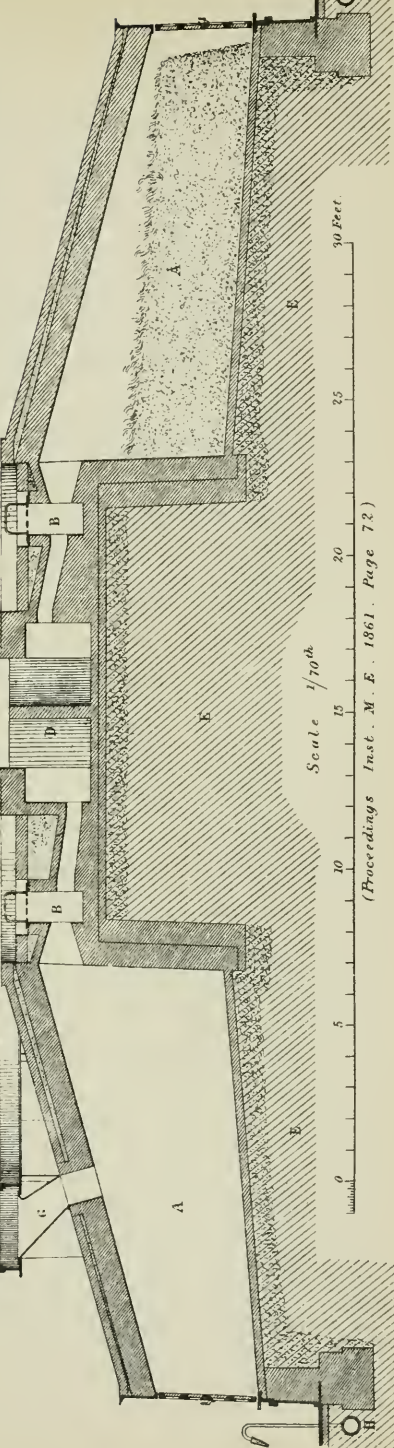 G
B D B
A A
E E E
H
Scale 1/70th
0 5 10 15 20 25 30 Feet.
(Proceedings Inst. M. E. 1861. Page 72)